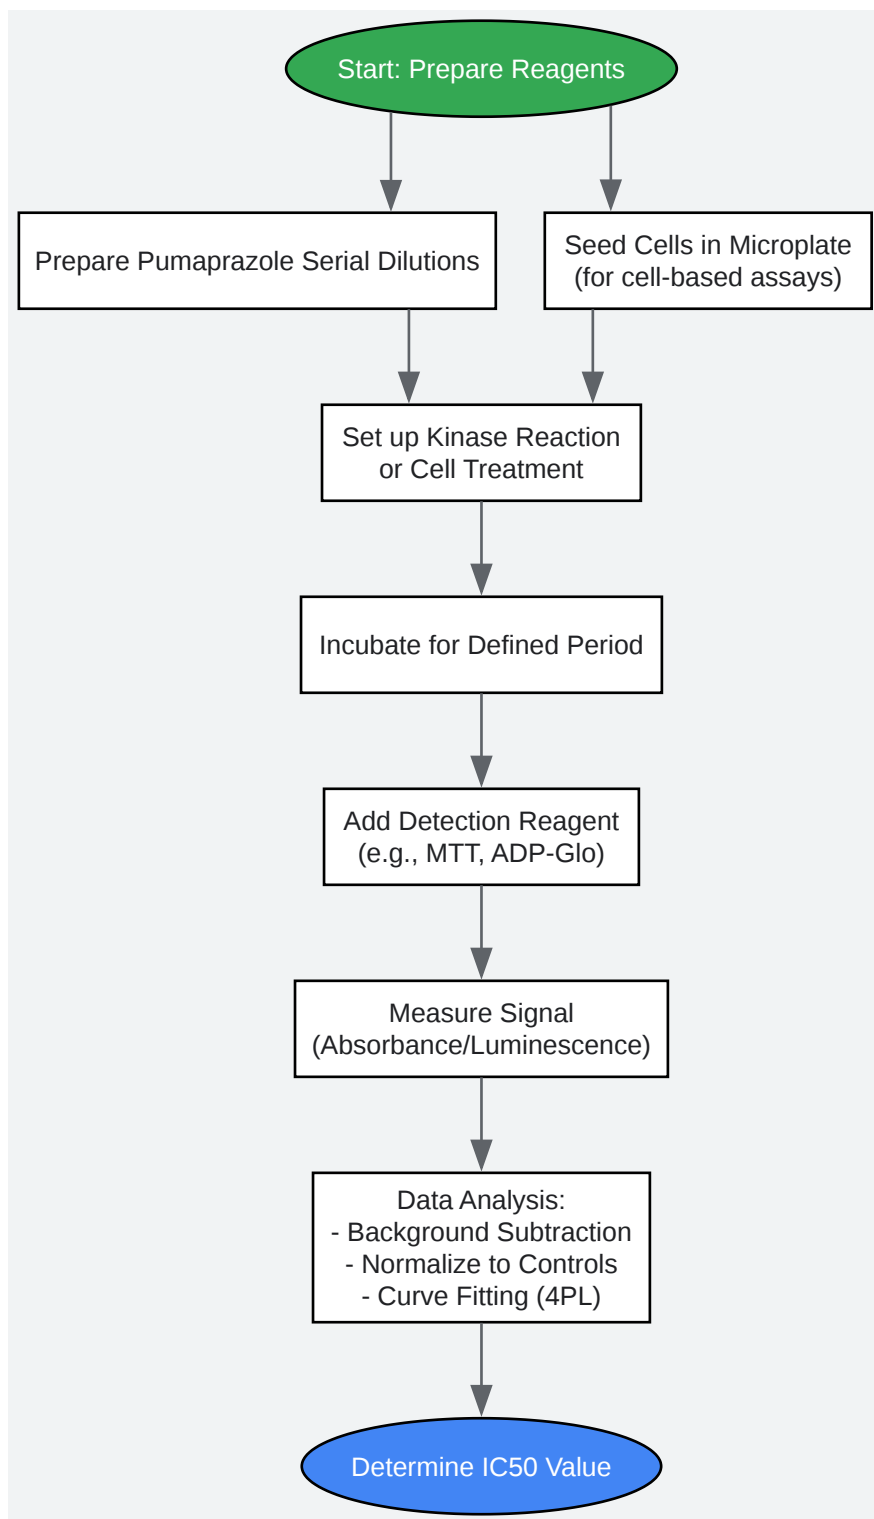 Start: Prepare Reagents
Prepare Pumaprazole Serial Dilutions
Seed Cells in Microplate
(for cell-based assays)
Set up Kinase Reaction
or Cell Treatment
Incubate for Defined Period
Add Detection Reagent
(e.g., MTT, ADP-Glo)
Measure Signal
(Absorbance/Luminescence)
Data Analysis:
- Background Subtraction
- Normalize to Controls
- Curve Fitting (4PL)
Determine IC50 Value